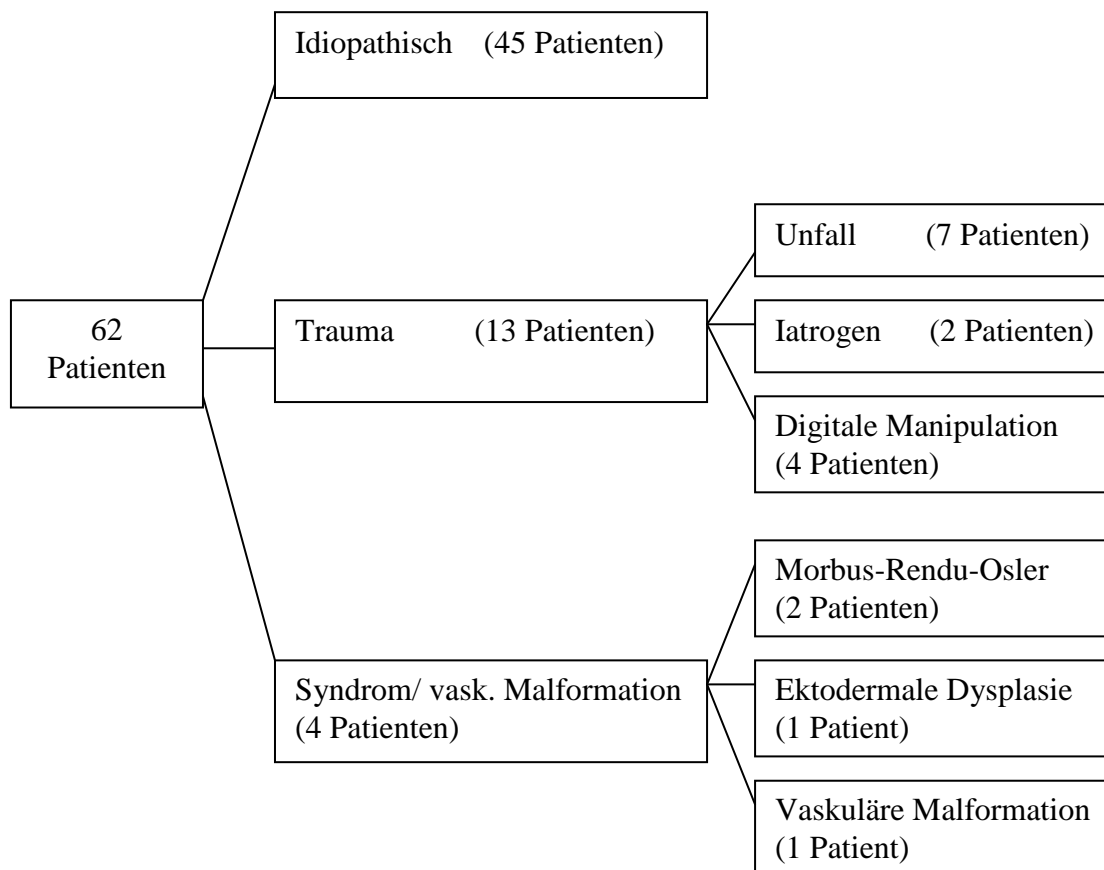 Idiopathisch (45 Patienten)
62
Patienten
Trauma (13 Patienten)
Unfall (7 Patienten)
Iatrogen (2 Patienten)
Digitale Manipulation
(4 Patienten)
Syndrom/ vask. Malformation
(4 Patienten)
Morbus-Rendu-Osler
(2 Patienten)
Ektodermale Dysplasie
(1 Patient)
Vaskuläre Malformation
(1 Patient)